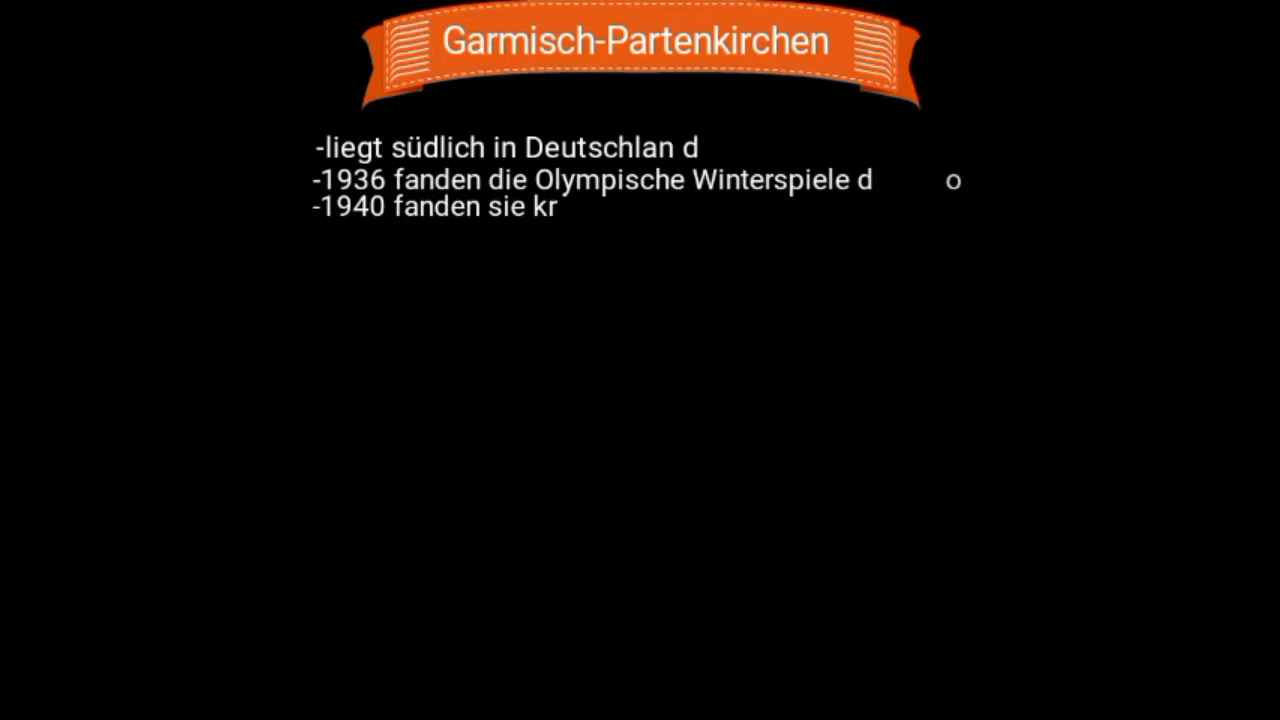 Garmisch-Partenkirchen
-liegt südlich in Deutschlan d
-1936 fanden die Olympische Winterspiele d o
-1940 fanden sie kr